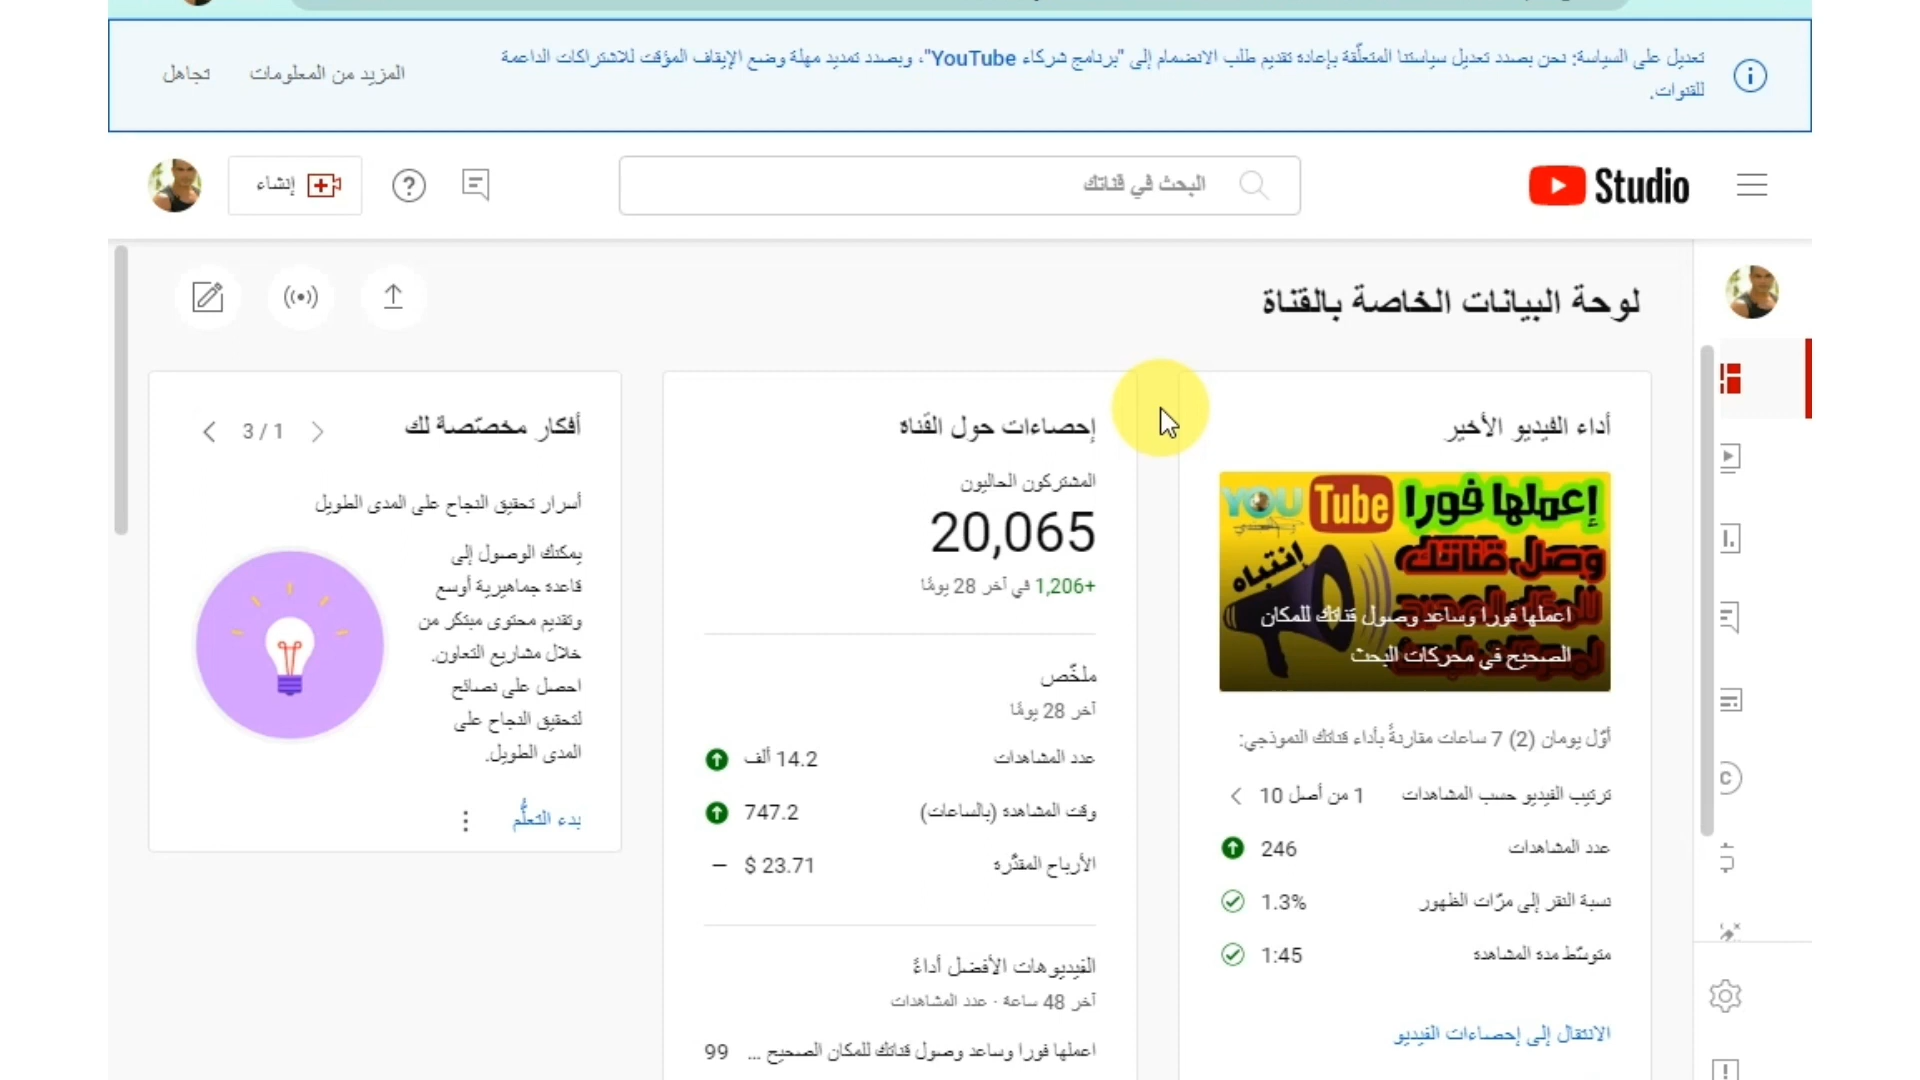 تعديل على السياسة: نحن بصدد تعديل سياستنا المتعلّقة بإعادة تقديم طلب الانضمام إلى "برنامج شركاء YouTube"، وبصدد تمديد مهلة وضع الإيقاف المؤقت للاشتراكات الداعمة
للقنوات.
المزيد من المعلومات
تجاهل
Studio
البحث في قناتك
إنشاء
لوحة البيانات الخاصة بالقناة
أداء الفيديو الأخير
YOU Tube إعملها فورا
وصل قناتك
إنتباه
اعملها فورا وساعد وصول قناتك للمكان
الصحيح في محركات البحث
أوّل يومان (2) 7 ساعات مقارنةً بأداء قناتك النموذجي:
ترتيب الفيديو حسب المشاهدات 1 من أصل 10
عدد المشاهدات 246
نسبة النقر إلى مرّات الظهور 1.3%
متوسّط مدة المشاهدة 1:45
الانتقال إلى إحصاءات الفيديو
إحصاءات حول القناة
المشتركون الحاليون
20,065
+1,206 في آخر 28 يومًا
ملخّص
آخر 28 يومًا
عدد المشاهدات 14.2 ألف
وقت المشاهدة (بالساعات) 747.2
الأرباح المقدَّرة $ 23.71 —
الفيديوهات الأفضل أداءً
آخر 48 ساعة · عدد المشاهدات
اعملها فورا وساعد وصول قناتك للمكان الصحيح ... 99
أفكار مخصّصة لك
1 / 3
أسرار تحقيق النجاح على المدى الطويل
يمكنك الوصول إلى
قاعدة جماهيرية أوسع
وتقديم محتوى مبتكر من
خلال مشاريع التعاون.
احصل على نصائح
لتحقيق النجاح على
المدى الطويل.
بدء التعلُّم